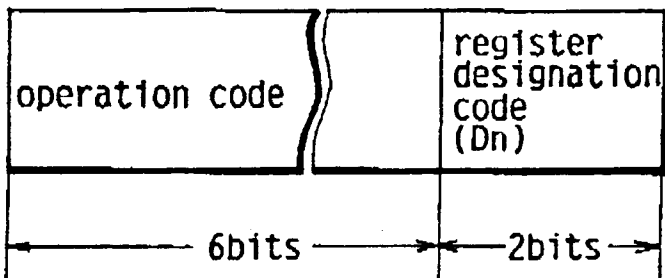 operation code
register
designation
code
(Dn)
6bits
2bits